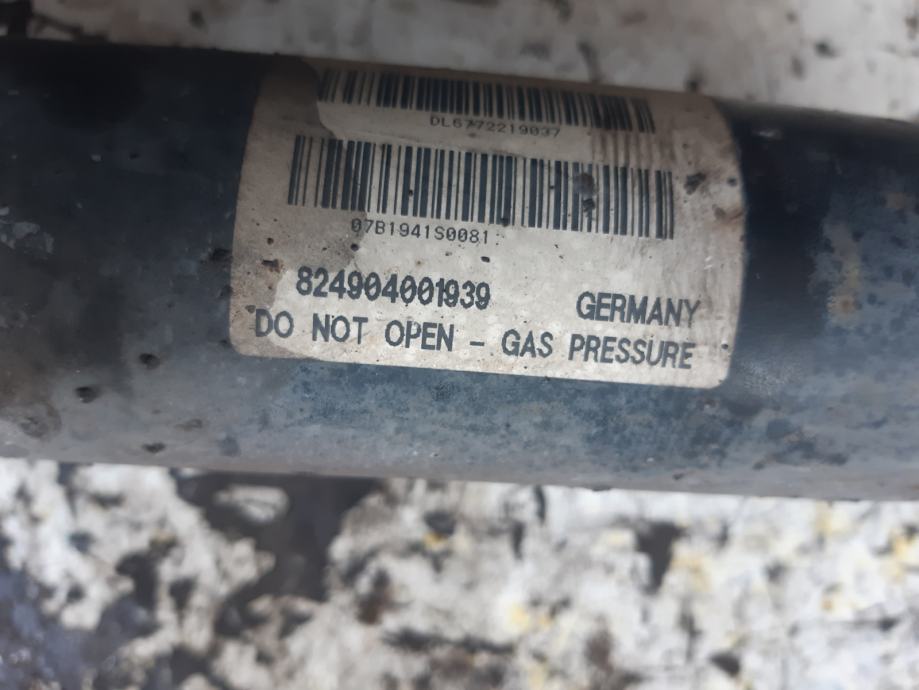 DL6772219037
07B1941S0081
824904001939 GERMANY
DO NOT OPEN - GAS PRESSURE